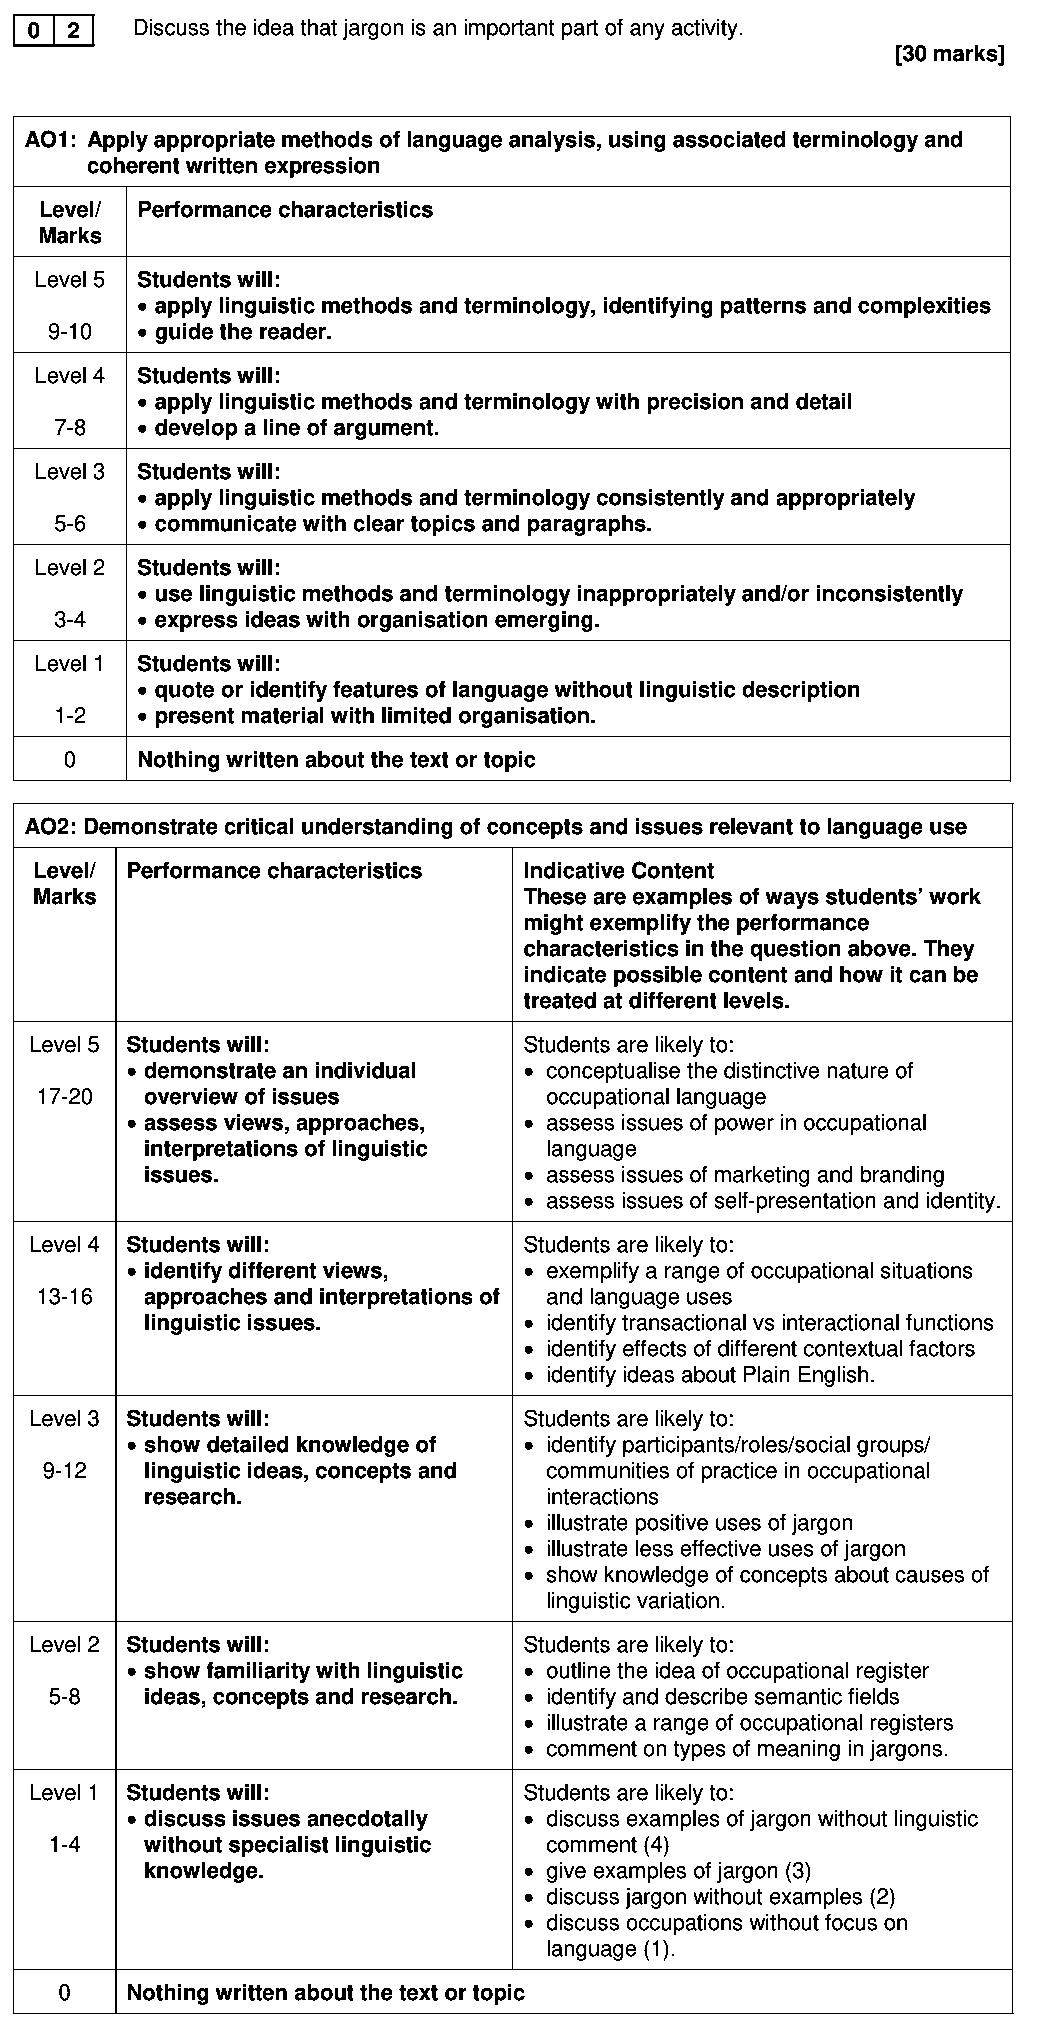 0 2 Discuss the idea that jargon is an important part of any activity.
[30 marks]
AO1: Apply appropriate methods of language analysis, using associated terminology and
coherent written expression
Level/
Marks
Performance characteristics
Level 5
9-10
Students will:
• apply linguistic methods and terminology, identifying patterns and complexities
• guide the reader.
Level 4
7-8
Students will:
• apply linguistic methods and terminology with precision and detail
• develop a line of argument.
Level 3
5-6
Students will:
• apply linguistic methods and terminology consistently and appropriately
• communicate with clear topics and paragraphs.
Level 2
3-4
Students will:
• use linguistic methods and terminology inappropriately and/or inconsistently
• express ideas with organisation emerging.
Level 1
1-2
Students will:
• quote or identify features of language without linguistic description
• present material with limited organisation.
0
Nothing written about the text or topic
AO2: Demonstrate critical understanding of concepts and issues relevant to language use
Level/
Marks
Performance characteristics
Indicative Content
These are examples of ways students' work
might exemplify the performance
characteristics in the question above. They
indicate possible content and how it can be
treated at different levels.
Level 5
17-20
Students will:
• demonstrate an individual
overview of issues
• assess views, approaches,
interpretations of linguistic
issues.
Students are likely to:
• conceptualise the distinctive nature of
occupational language
• assess issues of power in occupational
language
• assess issues of marketing and branding
• assess issues of self-presentation and identity.
Level 4
13-16
Students will:
• identify different views,
approaches and interpretations of
linguistic issues.
Students are likely to:
• exemplify a range of occupational situations
and language uses
• identify transactional vs interactional functions
• identify effects of different contextual factors
• identify ideas about Plain English.
Level 3
9-12
Students will:
• show detailed knowledge of
linguistic ideas, concepts and
research.
Students are likely to:
• identify participants/roles/social groups/
communities of practice in occupational
interactions
• illustrate positive uses of jargon
• illustrate less effective uses of jargon
• show knowledge of concepts about causes of
linguistic variation.
Level 2
5-8
Students will:
• show familiarity with linguistic
ideas, concepts and research.
Students are likely to:
• outline the idea of occupational register
• identify and describe semantic fields
• illustrate a range of occupational registers
• comment on types of meaning in jargons.
Level 1
1-4
Students will:
• discuss issues anecdotally
without specialist linguistic
knowledge.
Students are likely to:
• discuss examples of jargon without linguistic
comment (4)
• give examples of jargon (3)
• discuss jargon without examples (2)
• discuss occupations without focus on
language (1).
0
Nothing written about the text or topic